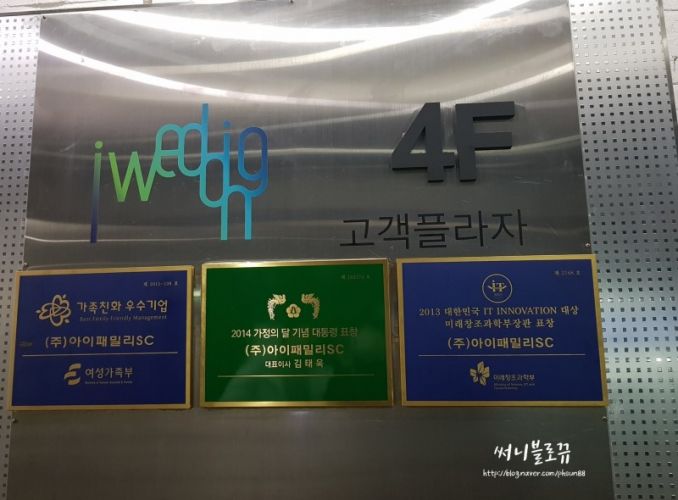 iwedding
4F
고객플라자
가족친화 우수기업
Best Family Friendly Management
(주)아이패밀리SC
여성가족부
2014 가정의 달 기념 대통령 표창
(주)아이패밀리SC
대표이사 김태욱
iT
2013 대한민국 IT INNOVATION 대상
미래창조과학부장관 표창
(주)아이패밀리SC
미래창조과학부
써니블로뀨
http://blog.naver.com/phsun88